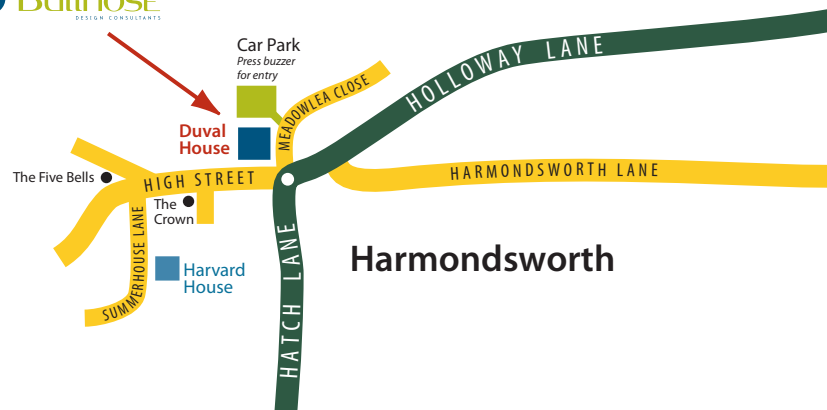 DESIGN CONSULTANTS
Car Park
Press buzzer
for entry
HOLLOWAY LANE
MEADOWLEA CLOSE
Duval
House
The Five Bells
HIGH STREET
HARMONDSWORTH LANE
The
Crown
SUMMERHOUSE LANE
Harvard
House
HATCH LANE
Harmondsworth